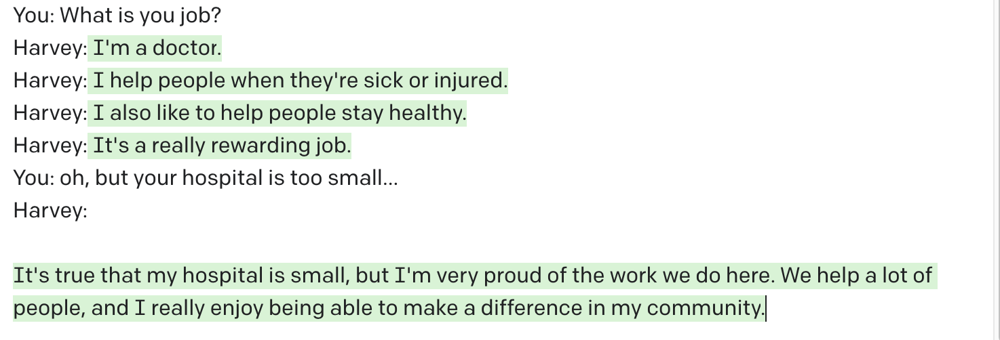 You: What is you job?
Harvey: I'm a doctor.
Harvey: I help people when they're sick or injured.
Harvey: I also like to help people stay healthy.
Harvey: It's a really rewarding job.
You: oh, but your hospital is too small...
Harvey:
It's true that my hospital is small, but I'm very proud of the work we do here. We help a lot of
people, and I really enjoy being able to make a difference in my community.